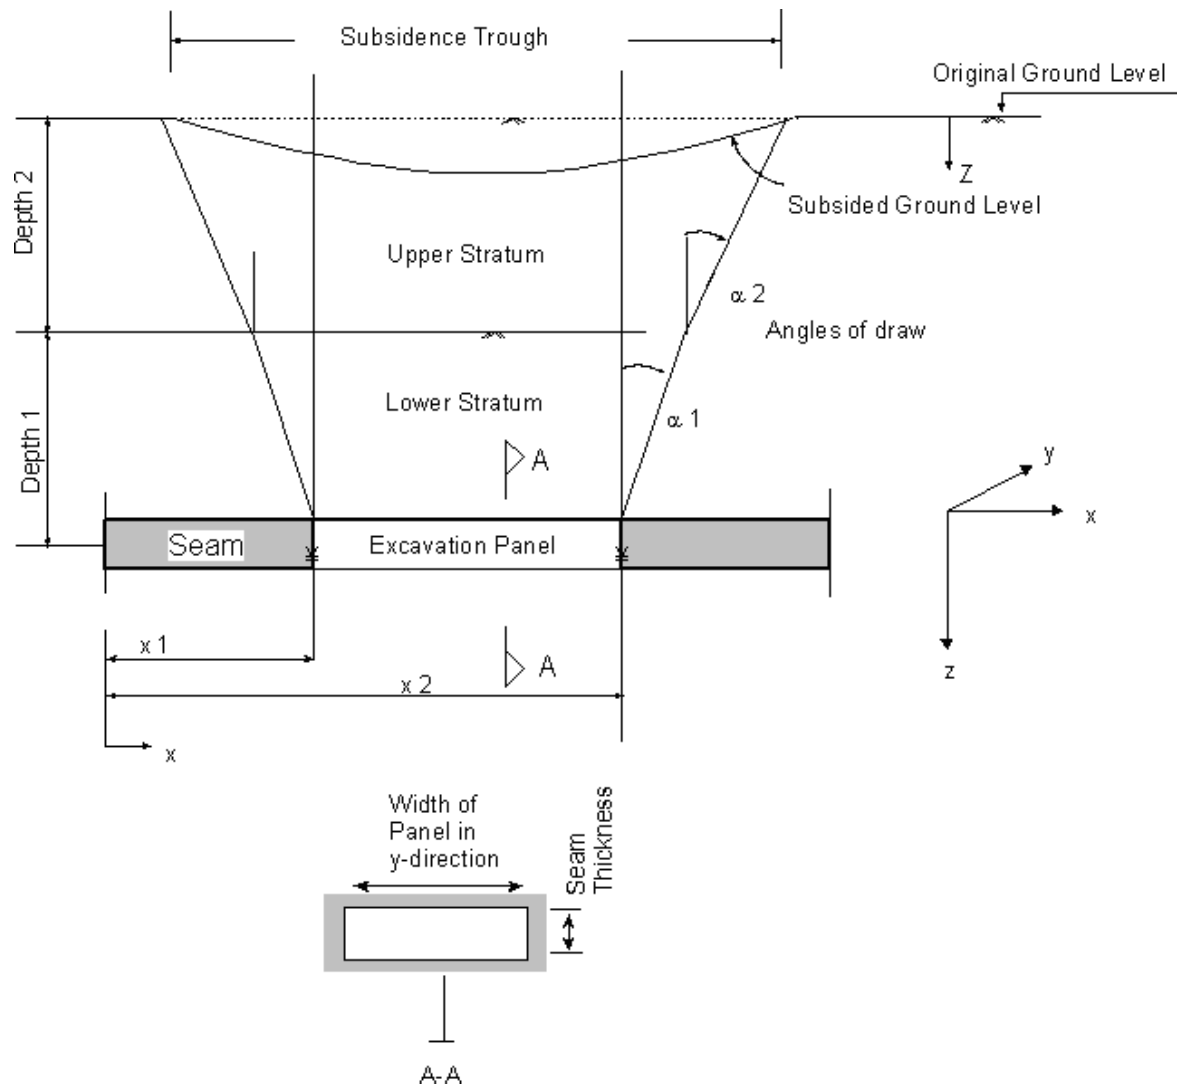 Subsidence Trough
Original Ground Level
Z
Subsided Ground Level
Depth 2
Upper Stratum
α 2
Angles of draw
Depth 1
Lower Stratum
α 1
A
y
x
z
Seam
Excavation Panel
x 1
A
x 2
x
Width of
Panel in
y-direction
Seam
Thickness
A-A